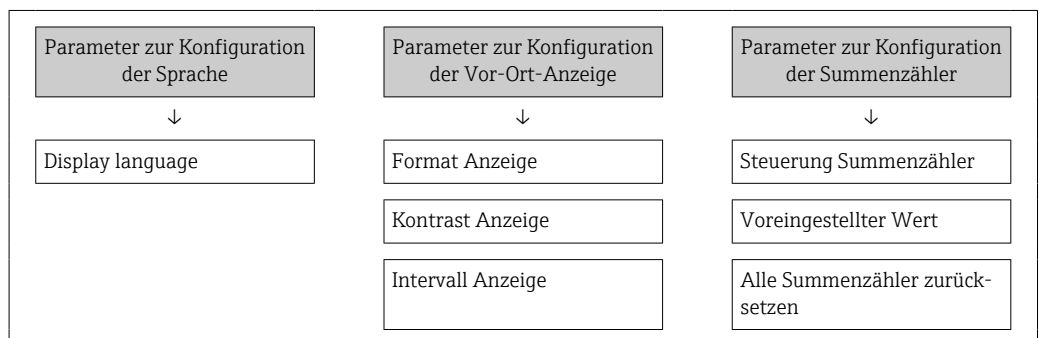 Parameter zur Konfiguration
der Sprache
↓
Display language
Parameter zur Konfiguration
der Vor-Ort-Anzeige
↓
Format Anzeige
Kontrast Anzeige
Intervall Anzeige
Parameter zur Konfiguration
der Summenzähler
↓
Steuerung Summenzähler
Voreingestellter Wert
Alle Summenzähler zurück-
setzen